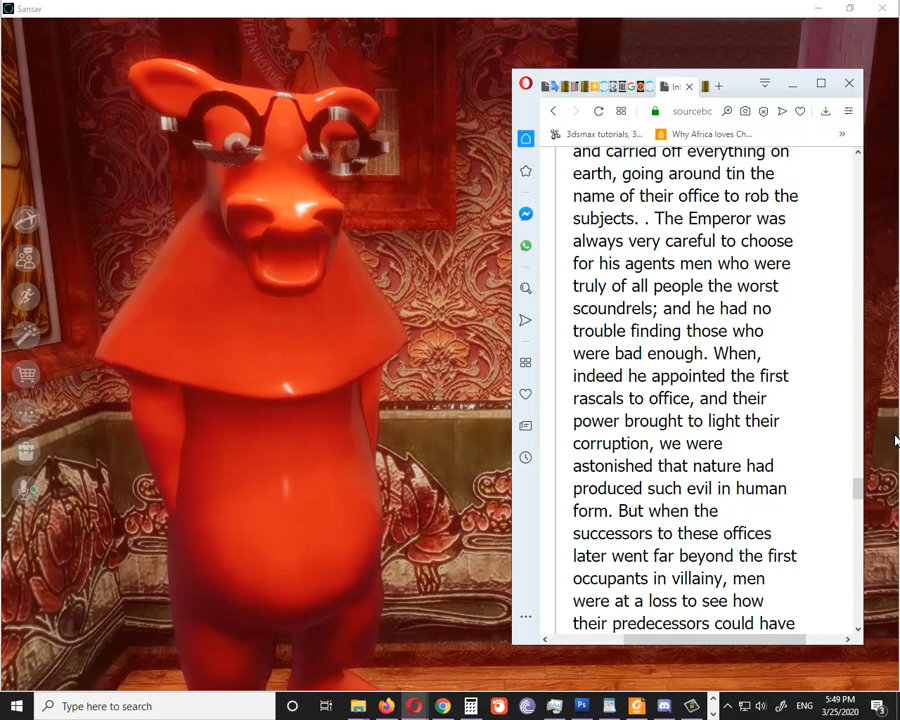 Sansar
sourcebc
3dsmax tutorials, 3...
Why Africa loves Ch...
and carried off everything on
earth, going around tin the
name of their office to rob the
subjects. . The Emperor was
always very careful to choose
for his agents men who were
truly of all people the worst
scoundrels; and he had no
trouble finding those who
were bad enough. When,
indeed he appointed the first
rascals to office, and their
power brought to light their
corruption, we were
astonished that nature had
produced such evil in human
form. But when the
successors to these offices
later went far beyond the first
occupants in villainy, men
were at a loss to see how
their predecessors could have
Type here to search
ENG
5:49 PM
3/25/2020
3